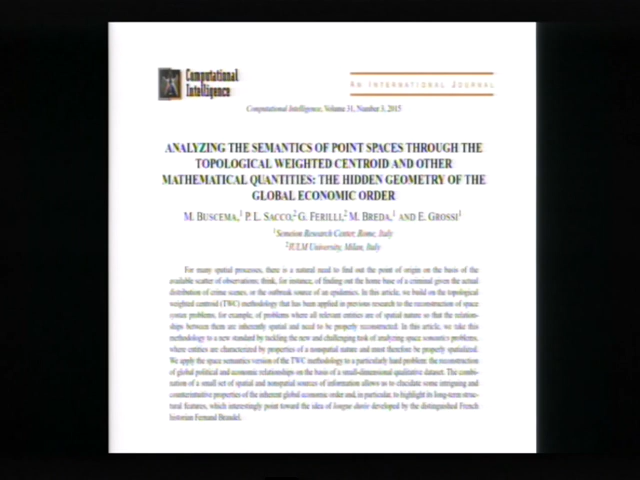 Computational
Intelligence
AN INTERNATIONAL JOURNAL
Computational Intelligence, Volume 31, Number 3, 2015
ANALYZING THE SEMANTICS OF POINT SPACES THROUGH THE
TOPOLOGICAL WEIGHTED CENTROID AND OTHER
MATHEMATICAL QUANTITIES: THE HIDDEN GEOMETRY OF THE
GLOBAL ECONOMIC ORDER
M. BUSCEMA,1 P. L. SACCO,2 G. FERILLI,2 M. BREDA,1 AND E. GROSSI1
1Semeion Research Center, Rome, Italy
2IULM University, Milan, Italy
For many spatial processes, there is a natural need to find out the point of origin on the basis of the
available scatter of observations; think, for instance, of finding out the home base of a criminal given the actual
distribution of crime scenes, or the outbreak source of an epidemics. In this article, we build on the topological
weighted centroid (TWC) methodology that has been applied in previous research to the reconstruction of space
syntax problems, for example, of problems where all relevant entities are of spatial nature so that the relation-
ships between them are inherently spatial and need to be properly reconstructed. In this article, we take this
methodology to a new standard by tackling the new and challenging task of analyzing space semantics problems,
where entities are characterized by properties of a nonspatial nature and must therefore be properly spatialized.
We apply the space semantics version of the TWC methodology to a particularly hard problem: the reconstruction
of global political and economic relationships on the basis of a small-dimensional qualitative dataset. The combi-
nation of a small set of spatial and nonspatial sources of information allows us to elucidate some intriguing and
counterintuitive properties of the inherent global economic order and, in particular, to highlight its long-term struc-
tural features, which interestingly point toward the idea of longue durée developed by the distinguished French
historian Fernand Braudel.